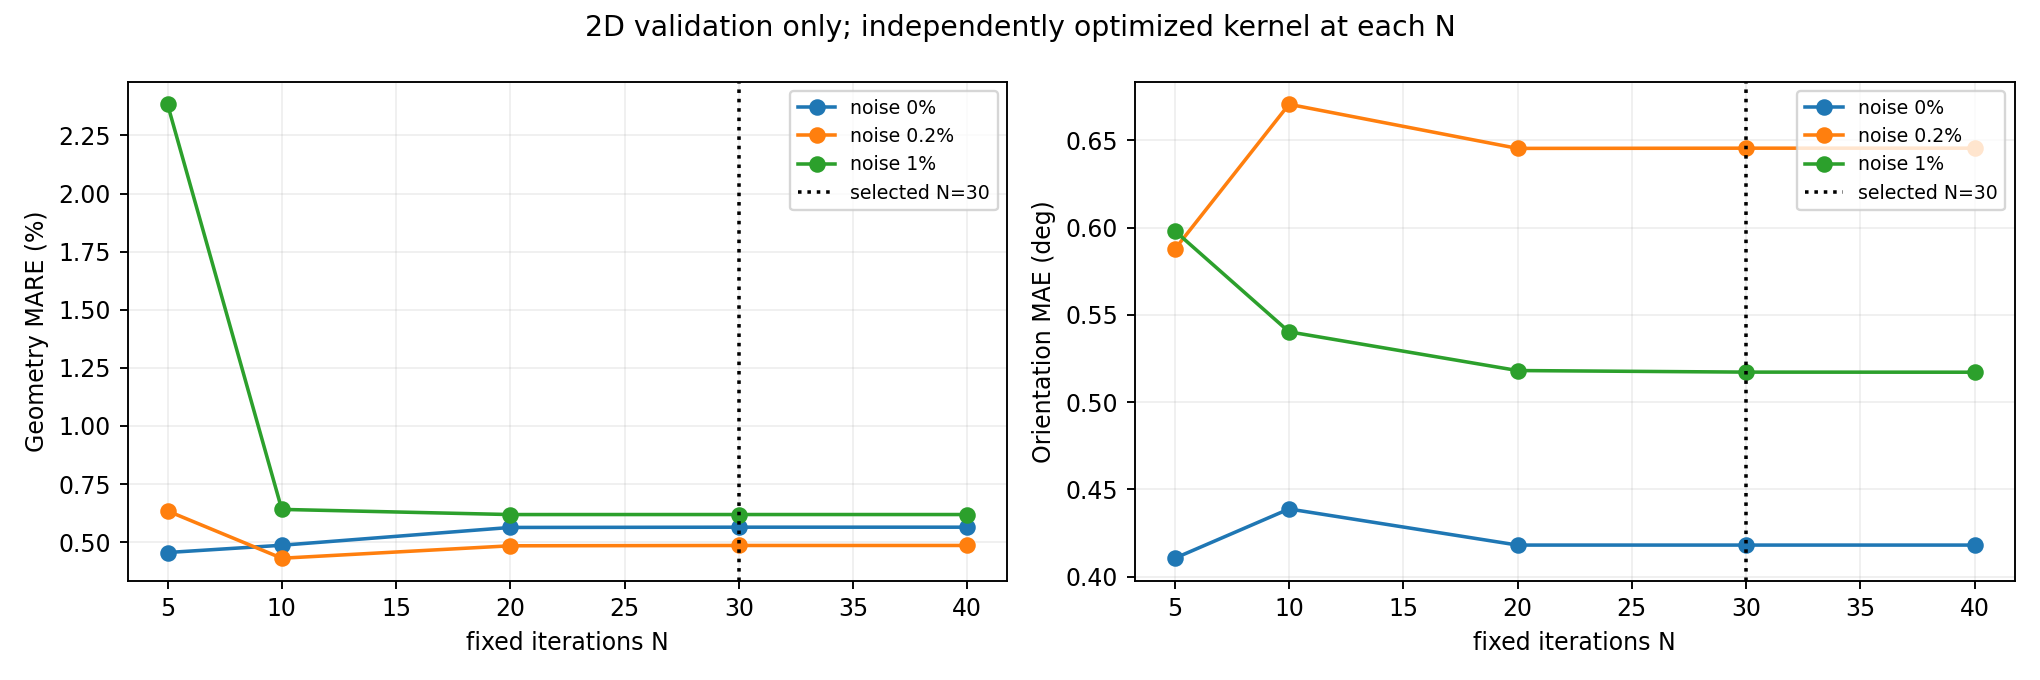 2D validation only; independently optimized kernel at each N
Geometry MARE (%)
2.25
2.00
1.75
1.50
1.25
1.00
0.75
0.50
noise 0%
noise 0.2%
noise 1%
selected N=30
5
10
15
20
25
30
35
40
fixed iterations N
Orientation MAE (deg)
0.65
0.60
0.55
0.50
0.45
0.40
noise 0%
noise 0.2%
noise 1%
selected N=30
5
10
15
20
25
30
35
40
fixed iterations N